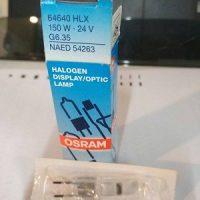 64640 HLX
150 W - 24 V
G6.35
NAED 54263
HALOGEN
DISPLAY/OPTIC
LAMP
OSRAM